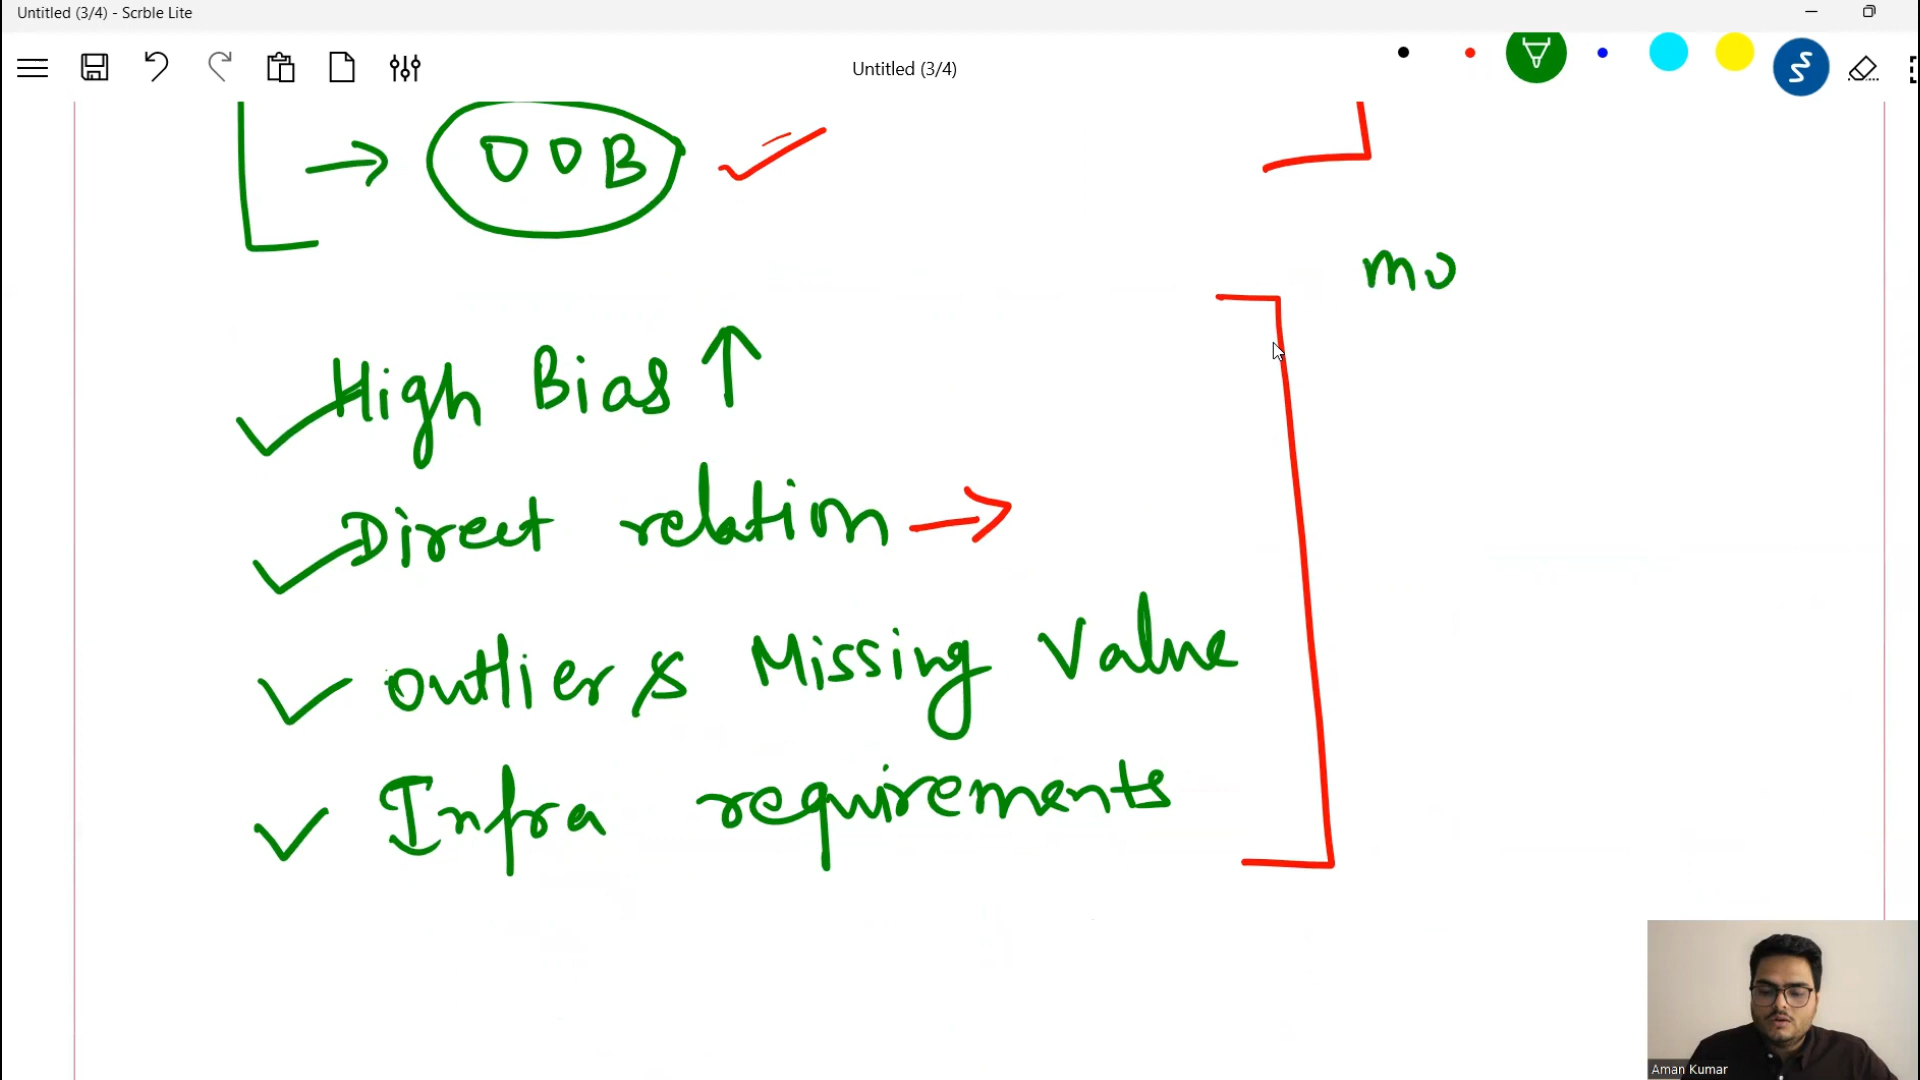 Untitled (3/4) - Scrble Lite
Untitled (3/4)
→ OOB
mo
High Bias ↑
Direct relation →
Outlier & Missing Value
Infra requirements
Aman Kumar